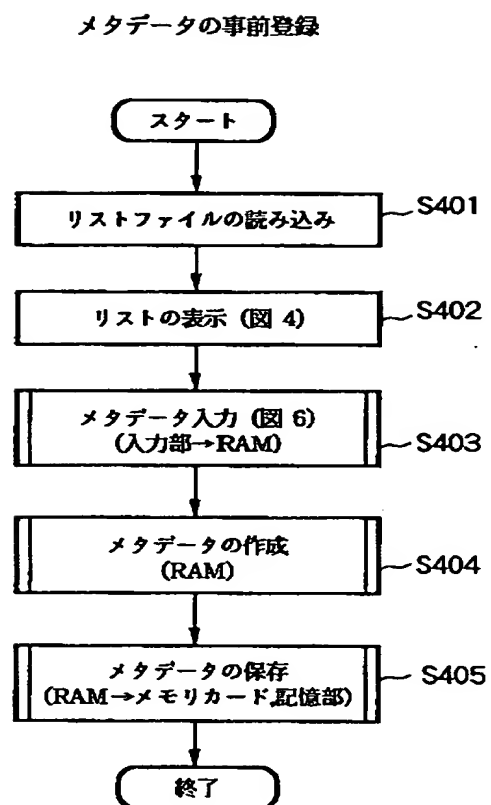 メタデータの事前登録
スタート
リストファイルの読み込み
S401
リストの表示 (図 4)
S402
メタデータ入力 (図 6)
(入力部→RAM)
S403
メタデータの作成
(RAM)
S404
メタデータの保存
(RAM→メモリカード,記憶部)
S405
終了